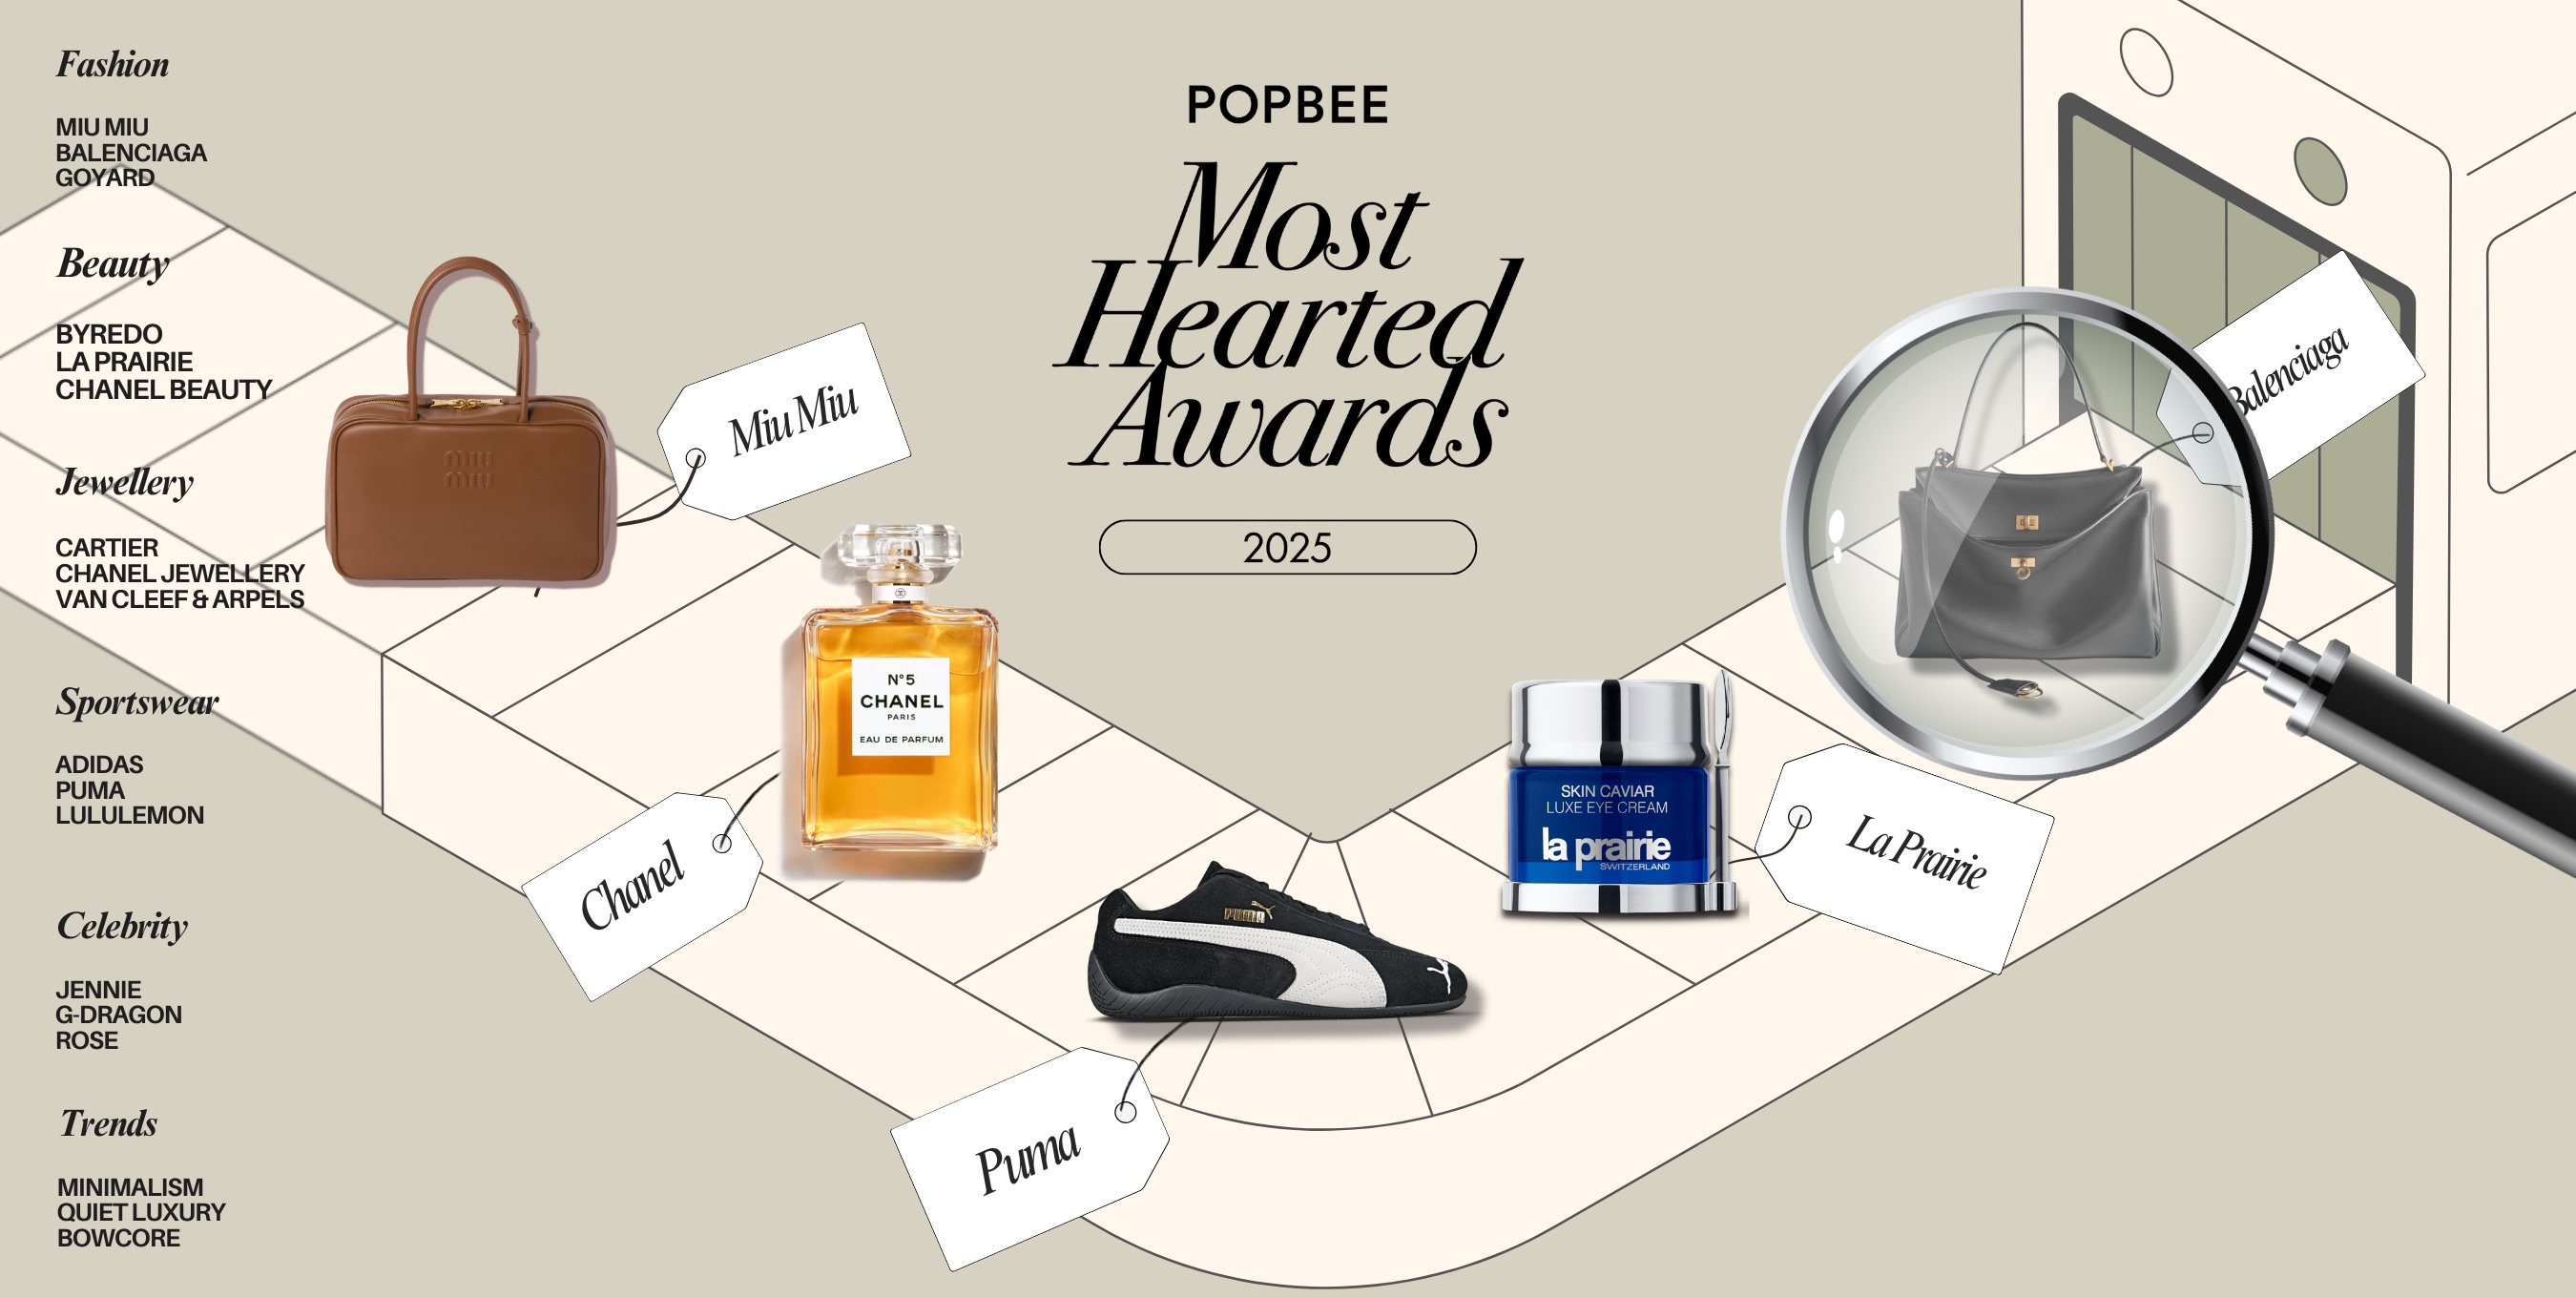 Fashion
MIU MIU
BALENCIAGA
GOYARD
Beauty
BYREDO
LA PRAIRIE
CHANEL BEAUTY
Jewellery
CARTIER
CHANEL JEWELLERY
VAN CLEEF & ARPELS
Sportswear
ADIDAS
PUMA
LULULEMON
Celebrity
JENNIE
G-DRAGON
ROSE
Trends
MINIMALISM
QUIET LUXURY
BOWCORE
POPBEE
Most
Hearted
Awards
2025
MIU
MIU
Miu Miu
N°5
CHANEL
PARIS
EAU DE PARFUM
Chanel
PUMA
Puma
SKIN CAVIAR
LUXE EYE CREAM
la prairie
SWITZERLAND
La Prairie
Balenciaga